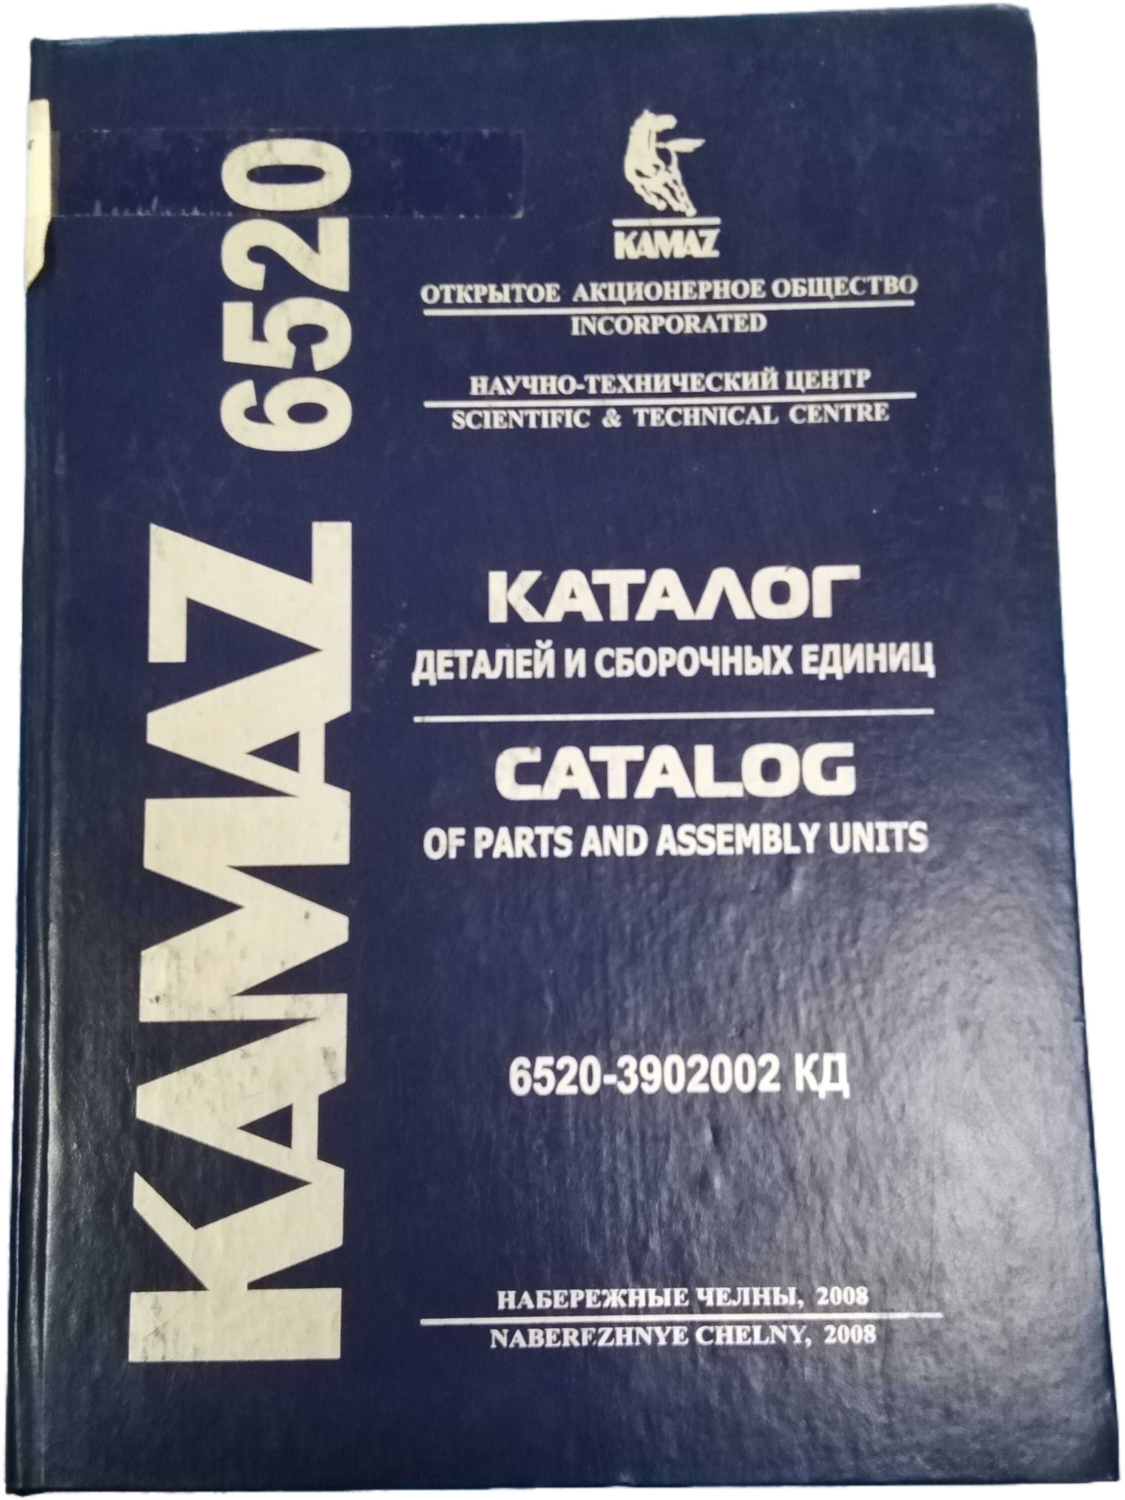 KAMAZ 6520
KAMAZ
ОТКРЫТОЕ АКЦИОНЕРНОЕ ОБЩЕСТВО
INCORPORATED
НАУЧНО-ТЕХНИЧЕСКИЙ ЦЕНТР
SCIENTIFIC & TECHNICAL CENTRE
КАТАЛОГ
ДЕТАЛЕЙ И СБОРОЧНЫХ ЕДИНИЦ
CATALOG
OF PARTS AND ASSEMBLY UNITS
6520-3902002 КД
НАБЕРЕЖНЫЕ ЧЕЛНЫ, 2008
NABEREZHNYE CHELNY, 2008